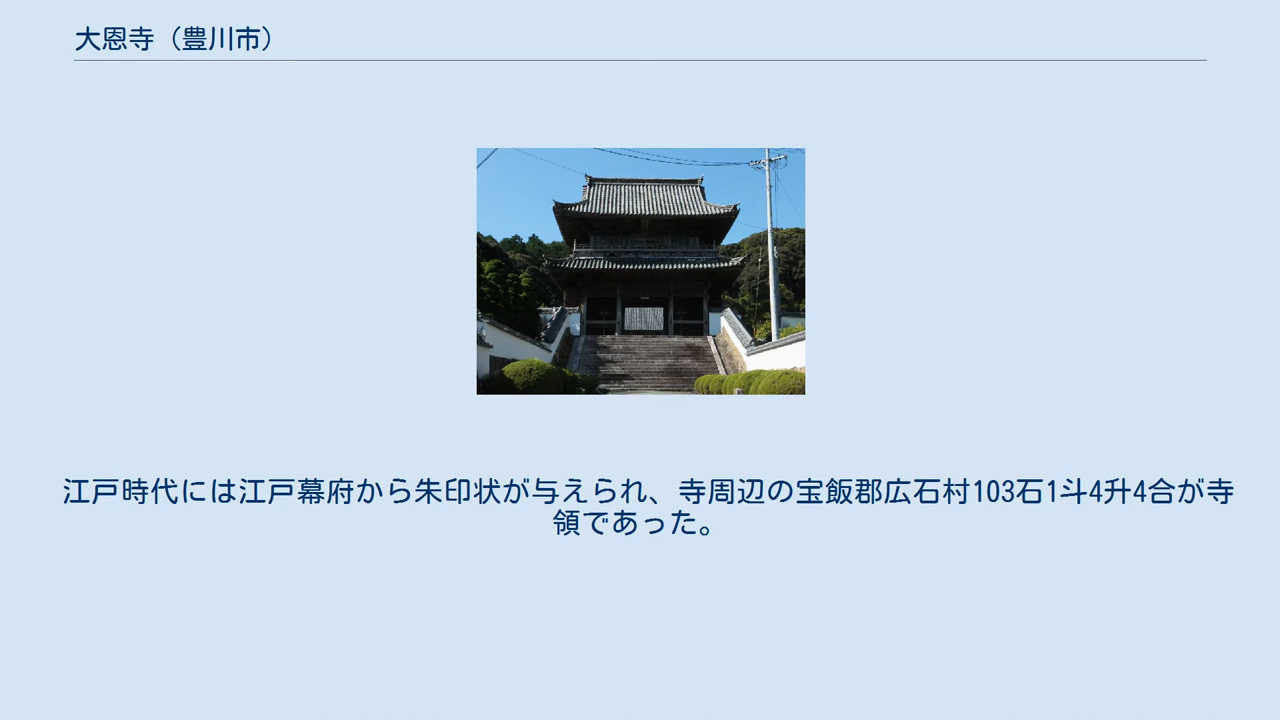 大恩寺（豊川市）
江戸時代には江戸幕府から朱印状が与えられ、寺周辺の宝飯郡広石村103石1斗4升4合が寺
領であった。